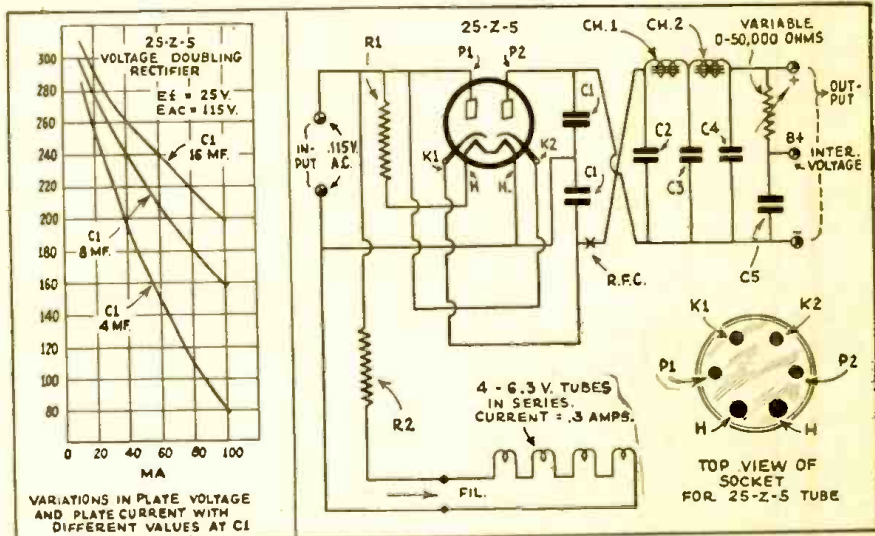 25-Z-5
VOLTAGE DOUBLING
RECTIFIER
Ef = 25 V.
EAC = 115 V.
C1
16 MF.
C1
8 MF.
C1
4 MF.
300
280
260
240
220
200
180
160
140
120
100
80
0 20 40 60 80 100
MA
VARIATIONS IN PLATE VOLTAGE
AND PLATE CURRENT WITH
DIFFERENT VALUES AT C1
25-Z-5
R1
P1 P2
IN-
PUT
115V.
A.C.
K1
K2
H
H.
C1
C1
R.F.C.
CH.1
CH.2
VARIABLE
0-50,000 OHMS
C2
C3
C4
C5
+
OUT-
PUT
B+
INTER.
VOLTAGE
-
R2
4 - 6.3 V. TUBES
IN SERIES.
CURRENT = .3 AMPS.
FIL.
K1
K2
P1
P2
H
H
TOP VIEW OF
SOCKET
FOR 25-Z-5 TUBE